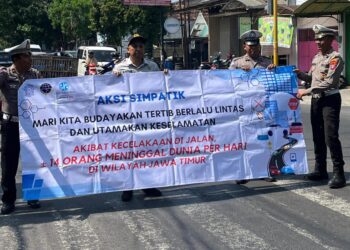 AKSI SIMPATIK
MARI KITA BUDAYAKAN TERTIB BERLALU LINTAS
DAN UTAMAKAN KESELAMATAN
AKIBAT KECELAKAAN DI JALAN,
± 14 ORANG MENINGGAL DUNIA PER HARI
DI WILAYAH JAWA TIMUR